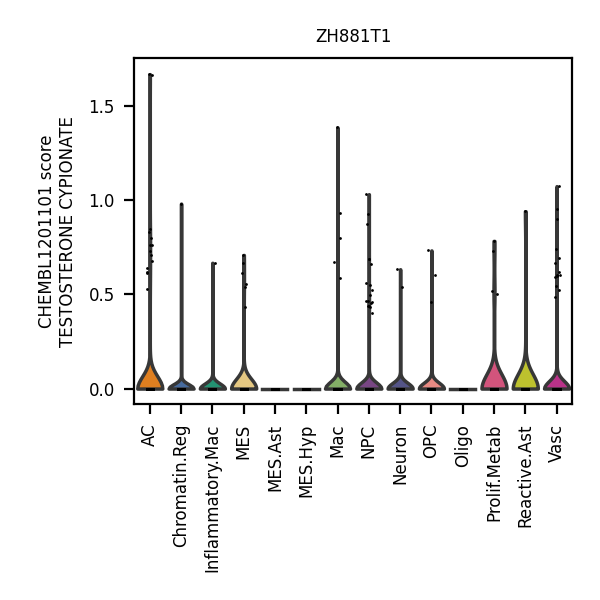 ZH881T1
CHEMBL1201101 score
TESTOSTERONE CYPIONATE
1.5
1.0
0.5
0.0
AC
Chromatin.Reg
Inflammatory.Mac
MES
MES.Ast
MES.Hyp
Mac
NPC
Neuron
OPC
Oligo
Prolif.Metab
Reactive.Ast
Vasc